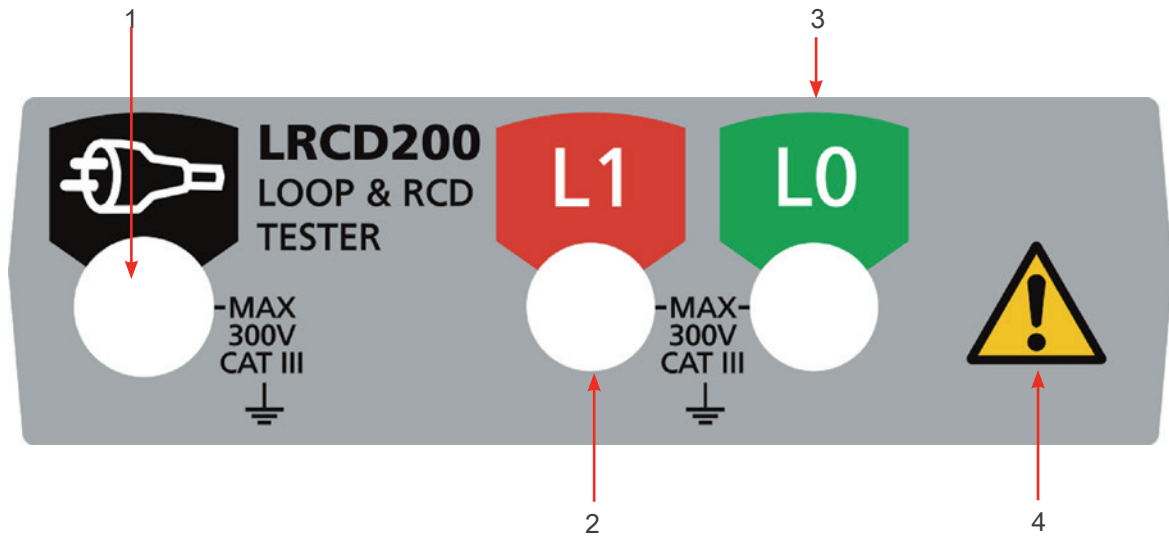 1
3
LRCD200
LOOP & RCD
TESTER
L1
L0
MAX
300V
CAT III
MAX
300V
CAT III
2
4